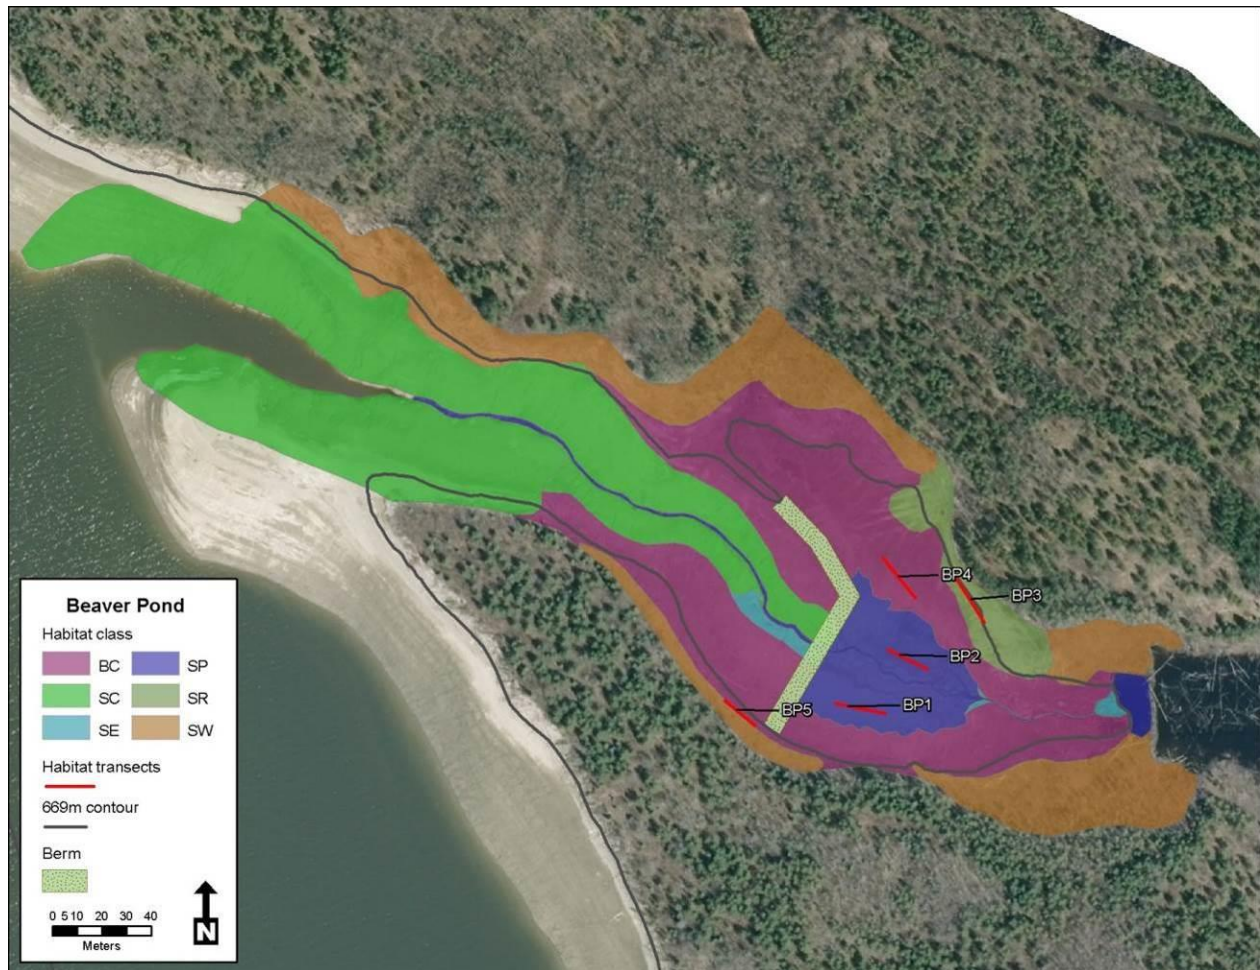 BP4
BP3
BP2
BP1
BP5
Beaver Pond
Habitat class
BC SP
SC SR
SE SW
Habitat transects
669m contour
Berm
0 5 10 20 30 40
Meters
N